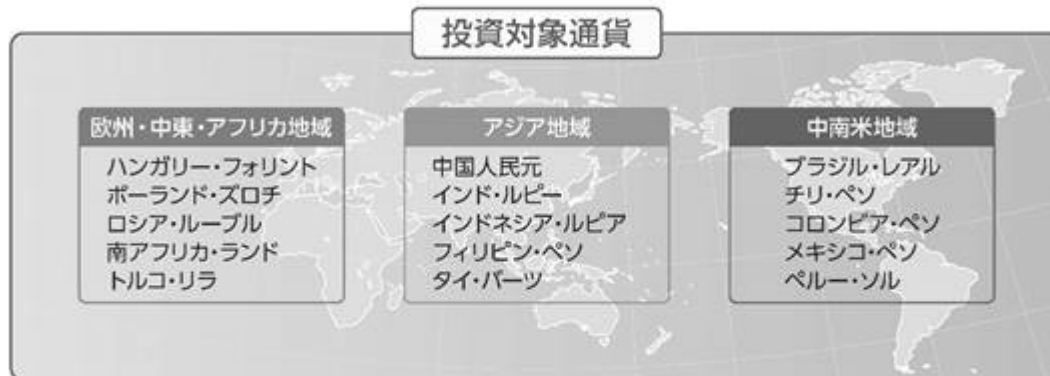 投資対象通貨
欧州・中東・アフリカ地域
ハンガリー・フォリント
ポーランド・ズロチ
ロシア・ルーブル
南アフリカ・ランド
トルコ・リラ
アジア地域
中国人民元
インド・ルピー
インドネシア・ルピア
フィリピン・ペソ
タイ・バーツ
中南米地域
ブラジル・レアル
チリ・ペソ
コロンビア・ペソ
メキシコ・ペソ
ペルー・ソル